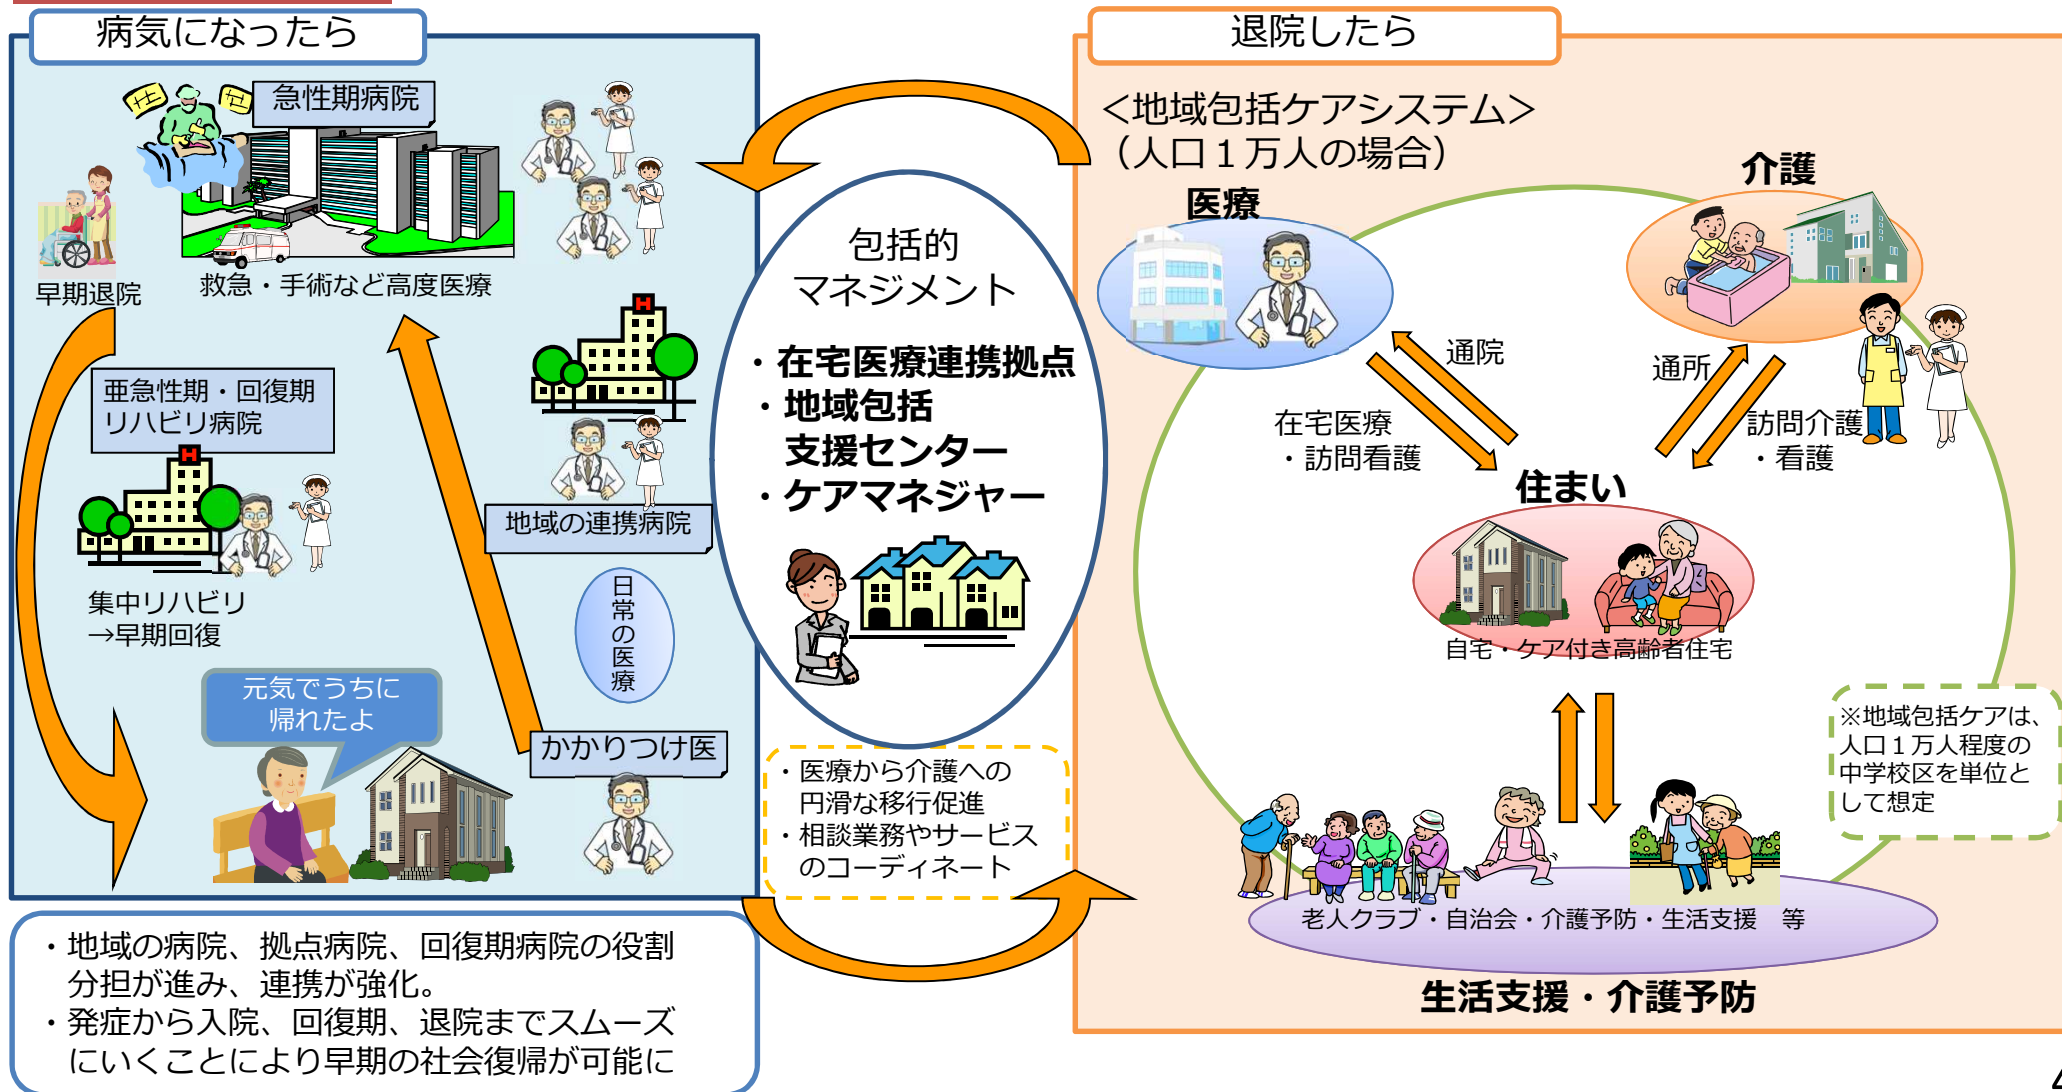 病気になったら
急性期病院
早期退院
救急・手術など高度医療
亜急性期・回復期
リハビリ病院
集中リハビリ
→早期回復
地域の連携病院
日常の医療
元気でうちに
帰れたよ
かかりつけ医
・地域の病院、拠点病院、回復期病院の役割
分担が進み、連携が強化。
・発症から入院、回復期、退院までスムーズ
にいくことにより早期の社会復帰が可能に
包括的
マネジメント
・在宅医療連携拠点
・地域包括
支援センター
・ケアマネジャー
・医療から介護への
円滑な移行促進
・相談業務やサービス
のコーディネート
退院したら
＜地域包括ケアシステム＞
（人口１万人の場合）
医療
介護
通院
通所
在宅医療
・訪問看護
訪問介護
・看護
住まい
自宅・ケア付き高齢者住宅
※地域包括ケアは、
人口１万人程度の
中学校区を単位と
して想定
老人クラブ・自治会・介護予防・生活支援　等
生活支援・介護予防